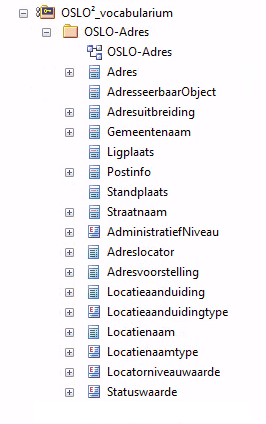 OSLO²_vocabularium
OSLO-Adres
OSLO-Adres
Adres
AdresseerbaarObject
Adresuitbreiding
Gemeentenaam
Ligplaats
Postinfo
Standplaats
Straatnaam
AdministratiefNiveau
Adreslocator
Adresvoorstelling
Locatieaanduiding
Locatieaanduidingtype
Locatienaam
Locatienaamtype
Locatorniveauwaarde
Statuswaarde